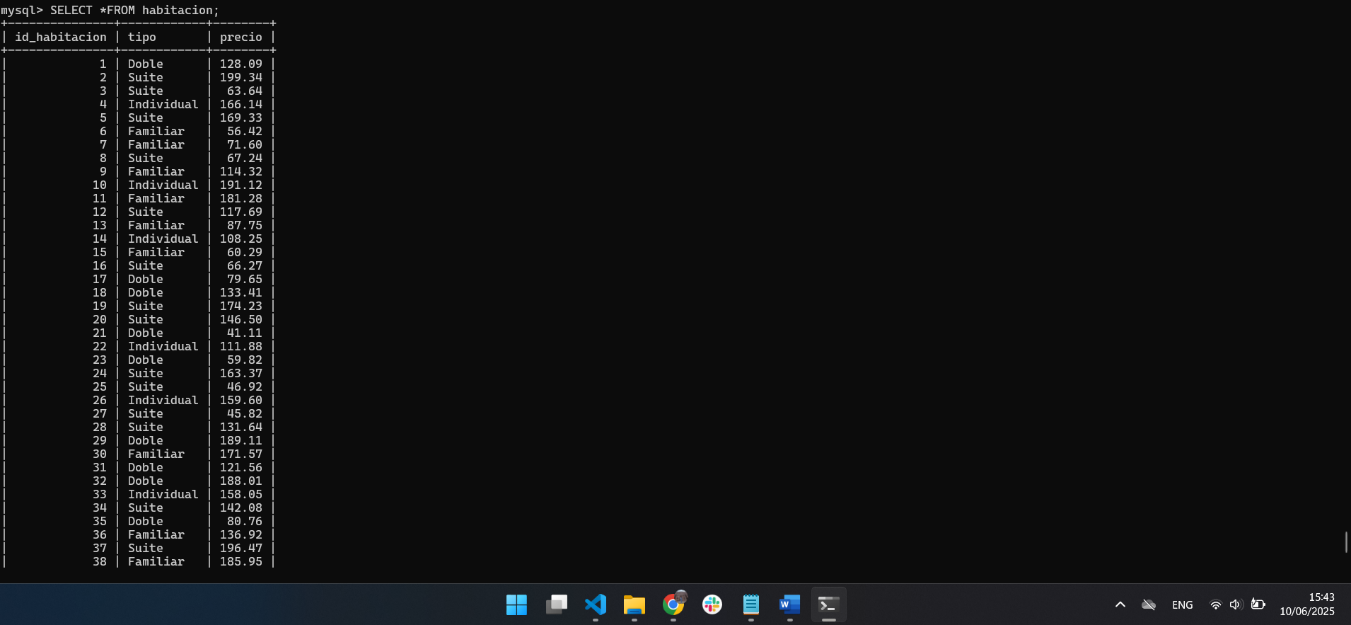 mysql> SELECT *FROM habitacion;
+---------------+------------+--------+
| id_habitacion | tipo       | precio |
+---------------+------------+--------+
|             1 | Doble      | 128.09 |
|             2 | Suite      | 199.34 |
|             3 | Suite      |  63.64 |
|             4 | Individual | 166.14 |
|             5 | Suite      | 169.33 |
|             6 | Familiar   |  56.42 |
|             7 | Familiar   |  71.60 |
|             8 | Suite      |  67.24 |
|             9 | Familiar   | 114.32 |
|            10 | Individual | 191.12 |
|            11 | Familiar   | 181.28 |
|            12 | Suite      | 117.69 |
|            13 | Familiar   |  87.75 |
|            14 | Individual | 108.25 |
|            15 | Familiar   |  60.29 |
|            16 | Suite      |  66.27 |
|            17 | Doble      |  79.65 |
|            18 | Doble      | 133.41 |
|            19 | Suite      | 174.23 |
|            20 | Suite      | 146.50 |
|            21 | Doble      |  41.11 |
|            22 | Individual | 111.88 |
|            23 | Doble      |  59.82 |
|            24 | Suite      | 163.37 |
|            25 | Suite      |  46.92 |
|            26 | Individual | 159.60 |
|            27 | Suite      |  45.82 |
|            28 | Suite      | 131.64 |
|            29 | Doble      | 189.11 |
|            30 | Familiar   | 171.57 |
|            31 | Doble      | 121.56 |
|            32 | Doble      | 188.01 |
|            33 | Individual | 158.05 |
|            34 | Suite      | 142.08 |
|            35 | Doble      |  80.76 |
|            36 | Familiar   | 136.92 |
|            37 | Suite      | 196.47 |
|            38 | Familiar   | 185.95 |
ENG
15:43
10/06/2025